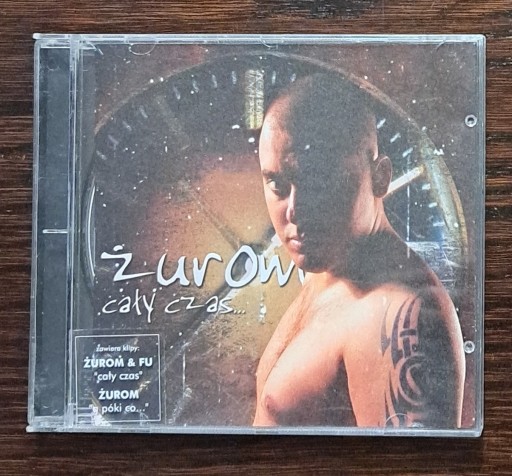 żurom
cały czas...
zawiera klipy:
ŻUROM & FU
"cały czas"
ŻUROM
"a póki co..."